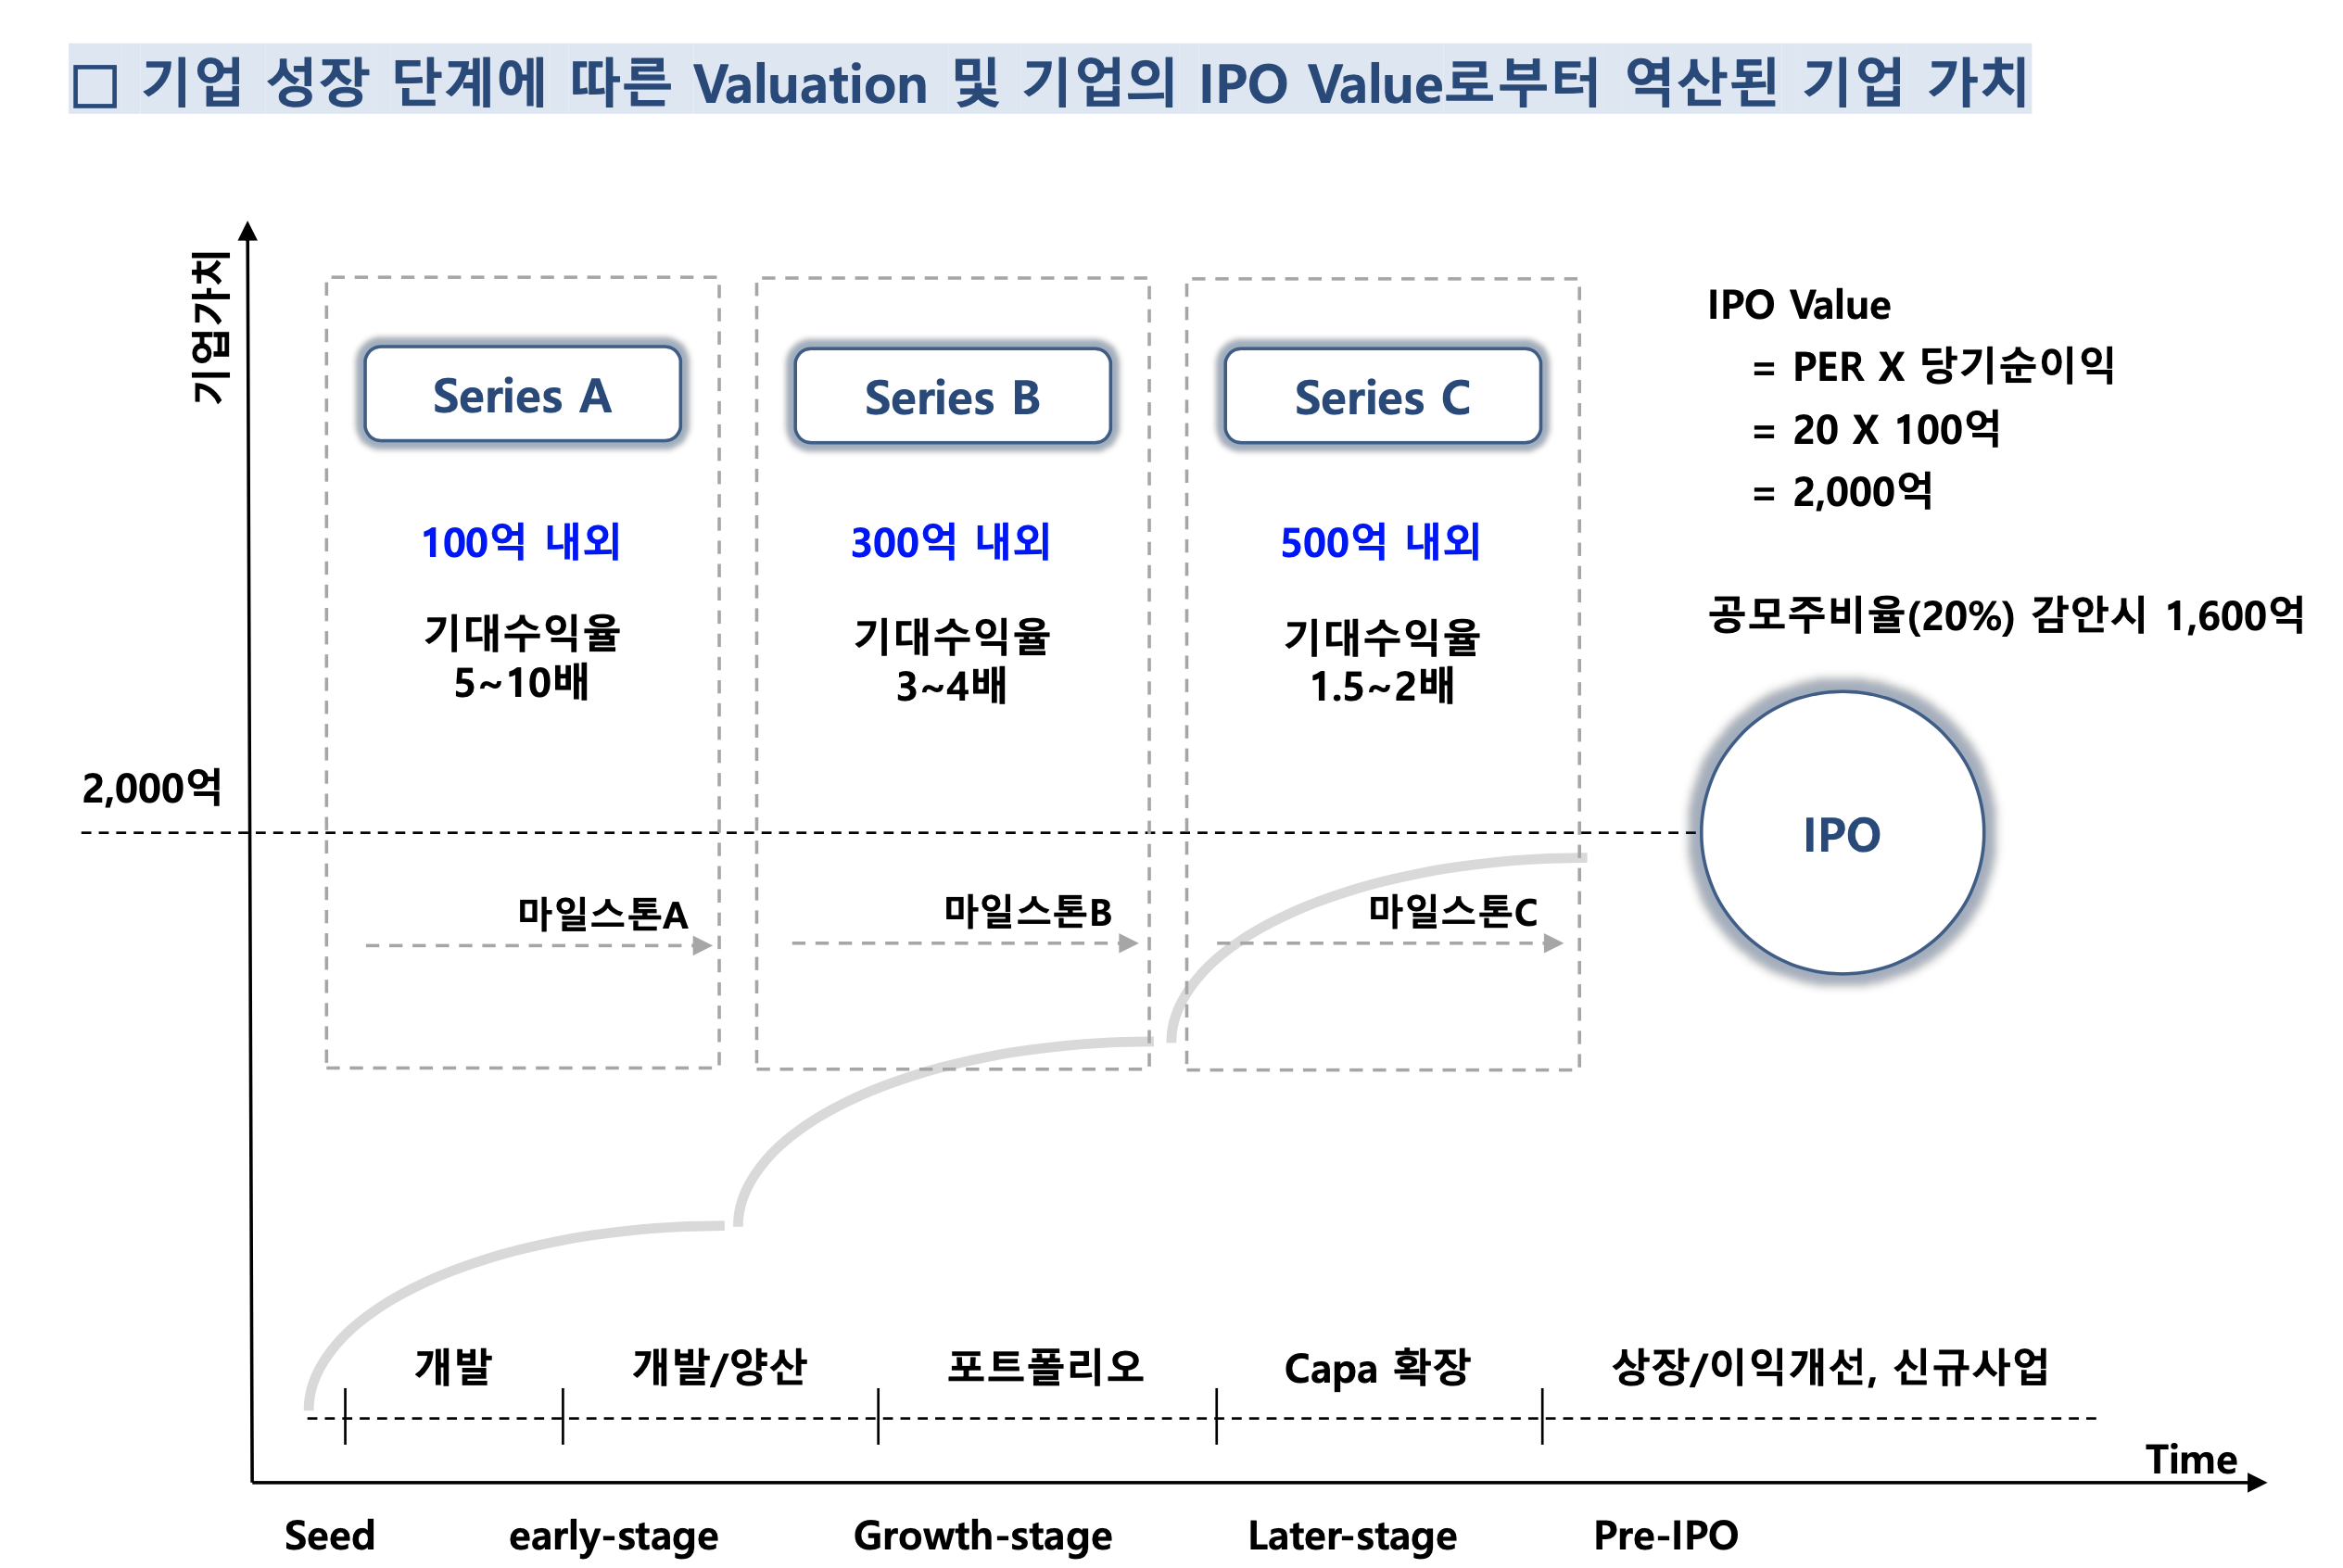 □ 기업 성장 단계에 따른 Valuation 및 기업의 IPO Value로부터 역산된 기업 가치
기업가치
Series A
100억 내외
기대수익율
5~10배
마일스톤A
Series B
300억 내외
기대수익율
3~4배
마일스톤B
Series C
500억 내외
기대수익율
1.5~2배
마일스톤C
IPO Value
= PER X 당기순이익
= 20 X 100억
= 2,000억
공모주비율(20%) 감안시 1,600억
IPO
2,000억
개발
개발/양산
포트폴리오
Capa 확장
상장/이익개선, 신규사업
Time
Seed
early-stage
Growth-stage
Later-stage
Pre-IPO